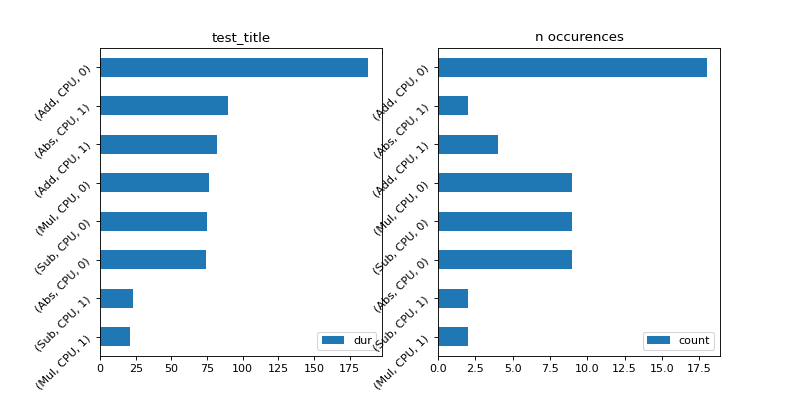 test_title
(Add, CPU, 0)
(Abs, CPU, 1)
(Add, CPU, 1)
(Mul, CPU, 0)
(Sub, CPU, 0)
(Abs, CPU, 0)
(Sub, CPU, 1)
(Mul, CPU, 1)
dur
0 25 50 75 100 125 150 175
n occurences
(Add, CPU, 0)
(Abs, CPU, 1)
(Add, CPU, 1)
(Mul, CPU, 0)
(Sub, CPU, 0)
(Abs, CPU, 0)
(Sub, CPU, 1)
(Mul, CPU, 1)
count
0.0 2.5 5.0 7.5 10.0 12.5 15.0 17.5